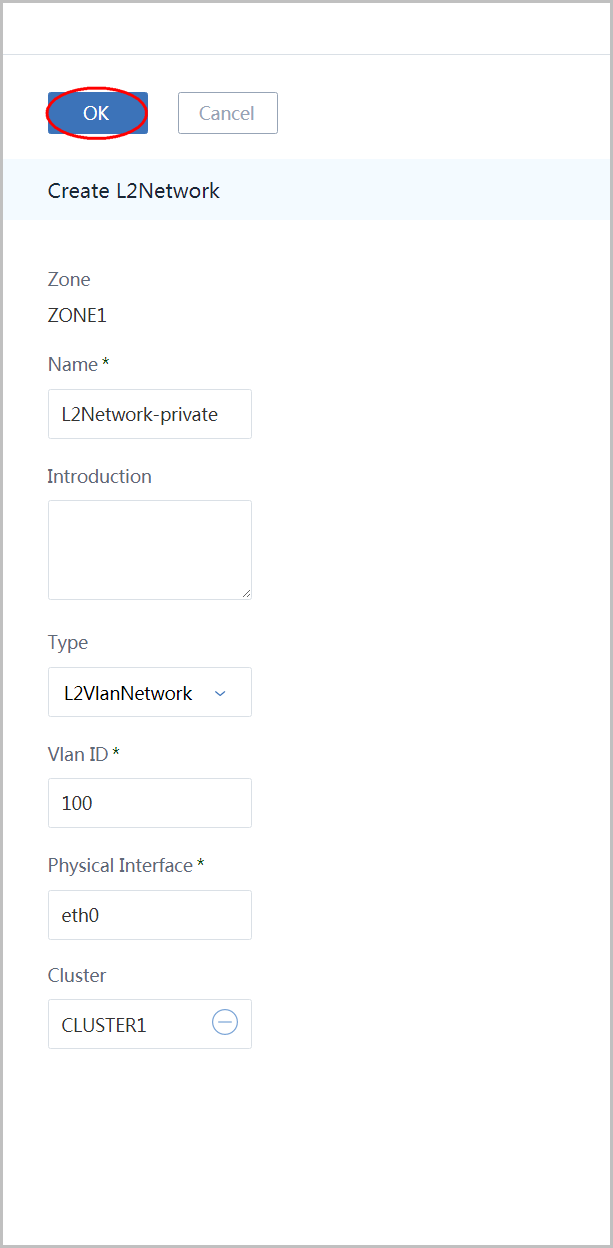 OK
Cancel
Create L2Network
Zone
ZONE1
Name *
L2Network-private
Introduction
Type
L2VlanNetwork
Vlan ID *
100
Physical Interface *
eth0
Cluster
CLUSTER1